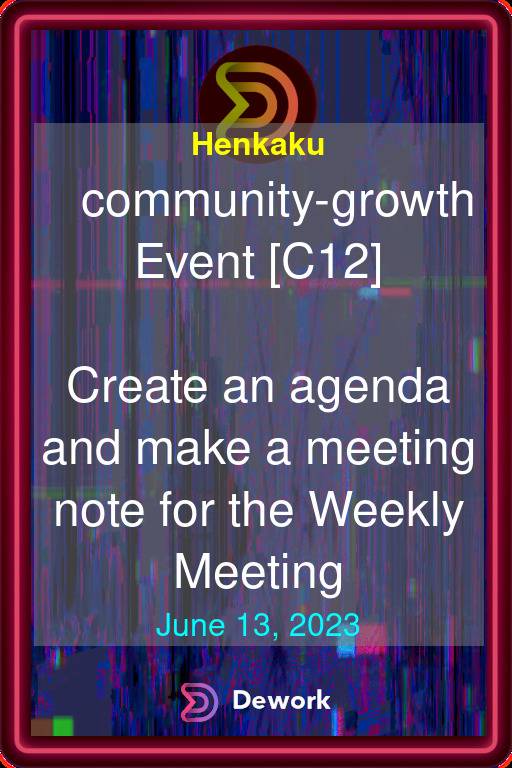 Henkaku
community-growth
Event [C12]
Create an agenda
and make a meeting
note for the Weekly
Meeting
June 13, 2023
Dework